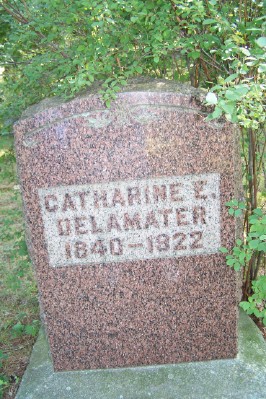 CATHARINE E.
DELAMATER
1840-1922